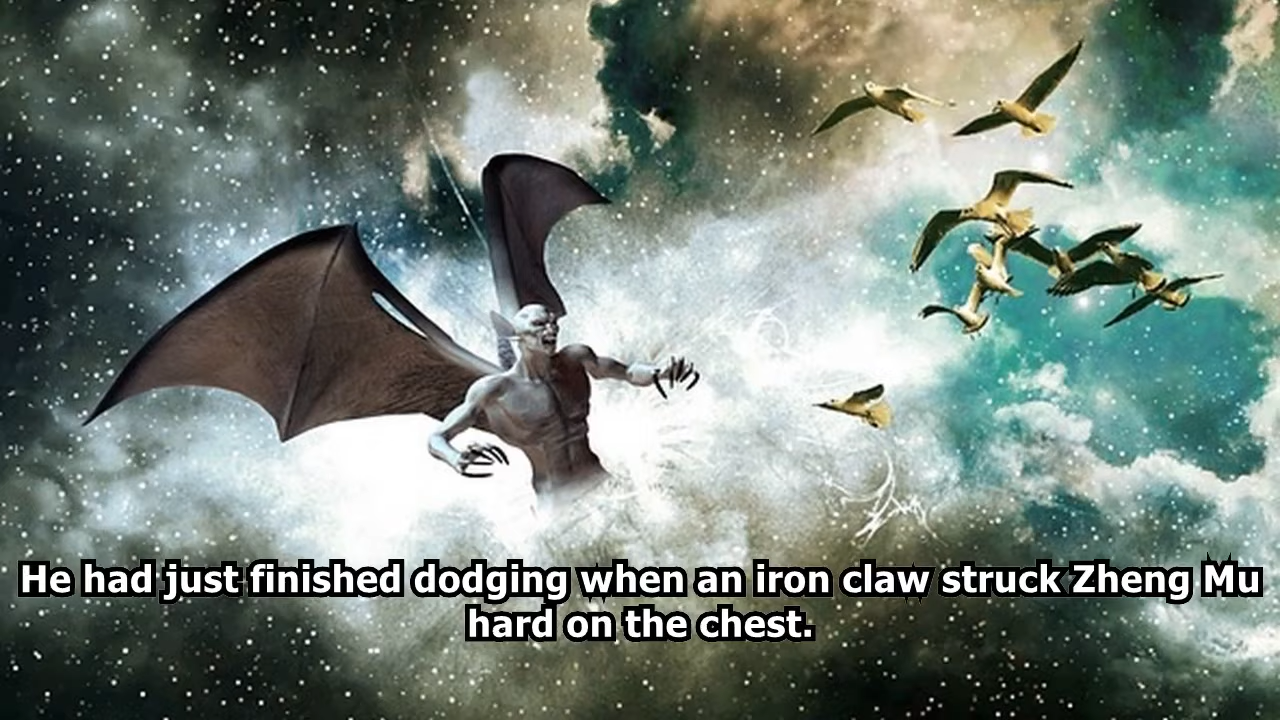 He had just finished dodging when an iron claw struck Zheng Mu
hard on the chest.